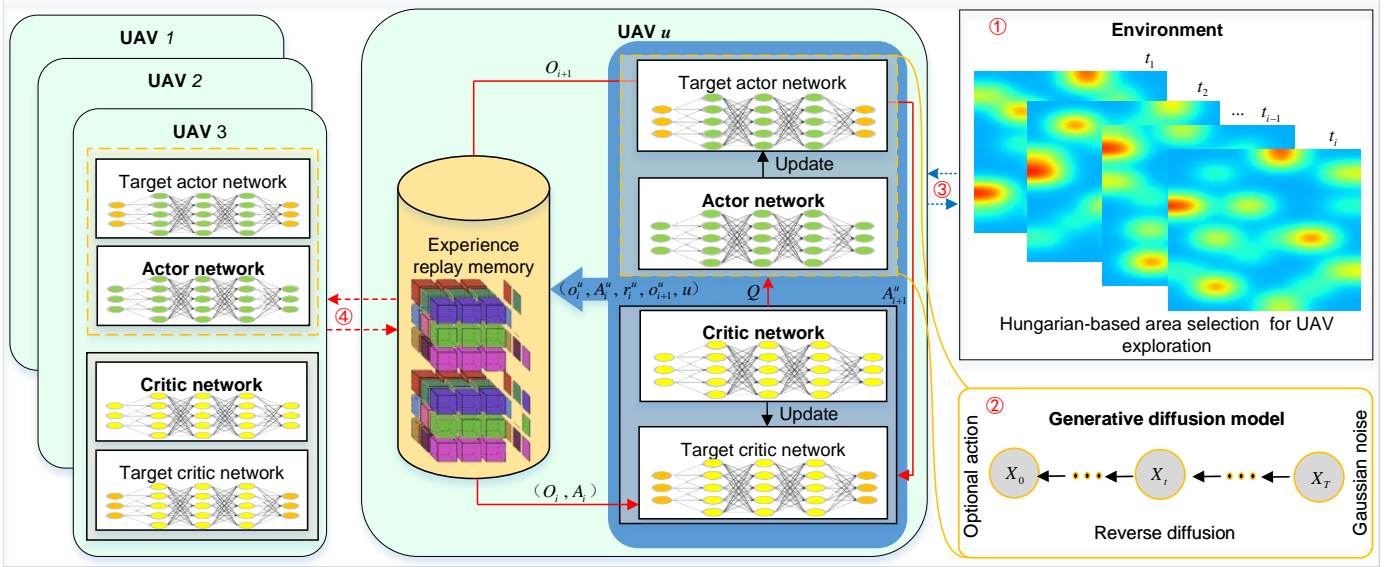 UAV 1
UAV 2
UAV 3
Target actor network
Actor network
Critic network
Target critic network
④
UAV u
O_{i+1}
Target actor network
Update
Actor network
Experience
replay memory
(o_i^u, A_i^u, r_i^u, o_{i+1}^u, u)
Q
A_{i+1}^u
Critic network
Update
Target critic network
(O_i, A_i)
③
①
Environment
t_1
t_2
...
t_{i-1}
t_i
Hungarian-based area selection for UAV
exploration
②
Generative diffusion model
Optional action
X_0
X_t
X_T
Gaussian noise
Reverse diffusion